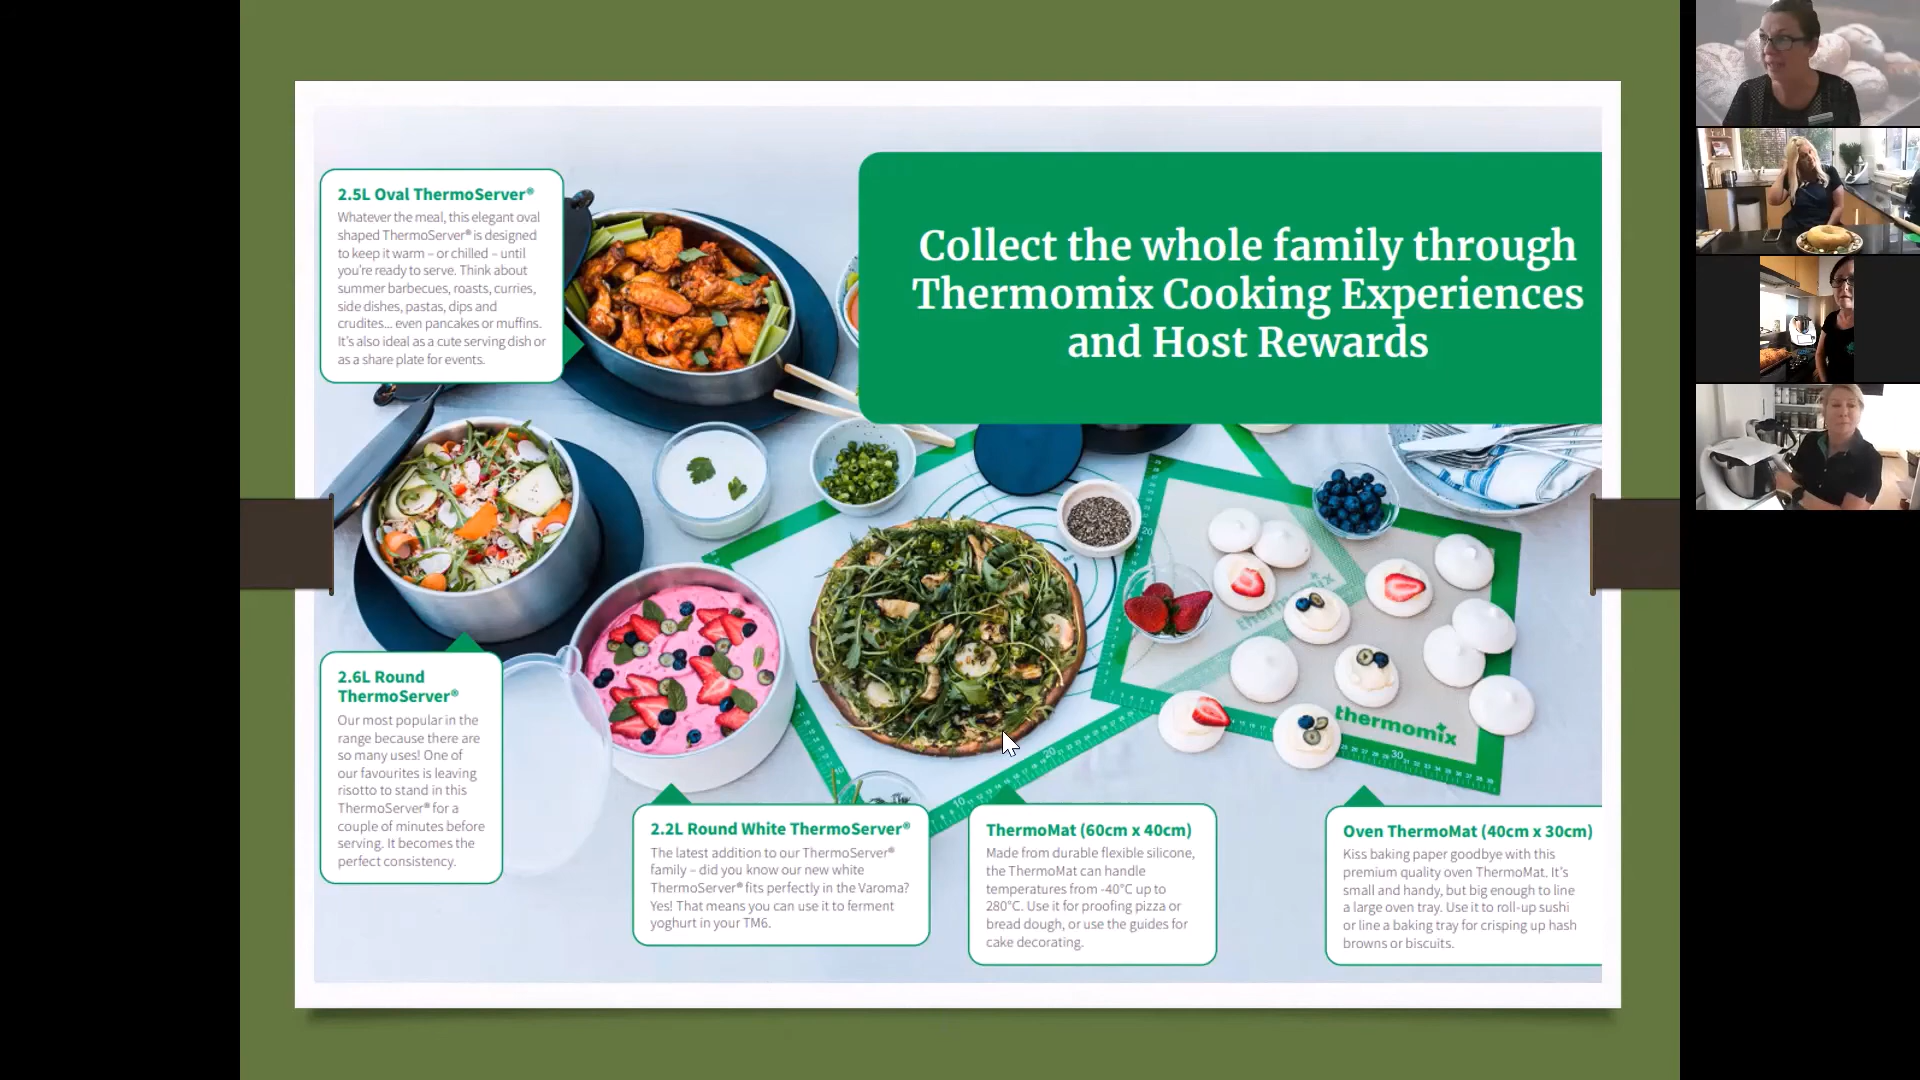 Collect the whole family through
Thermomix Cooking Experiences
and Host Rewards
2.5L Oval ThermoServer®
Whatever the meal, this elegant oval
shaped ThermoServer® is designed
to keep it warm – or chilled – until
you're ready to serve. Think about
summer barbecues, roasts, curries,
side dishes, pastas, dips and
crudites... even pancakes or muffins.
It's also ideal as a cute serving dish or
as a share plate for events.
2.6L Round
ThermoServer®
Our most popular in the
range because there are
so many uses! One of
our favourites is leaving
risotto to stand in this
ThermoServer® for a
couple of minutes before
serving. It becomes the
perfect consistency.
2.2L Round White ThermoServer®
The latest addition to our ThermoServer®
family – did you know our new white
ThermoServer® fits perfectly in the Varoma?
Yes! That means you can use it to ferment
yoghurt in your TM6.
ThermoMat (60cm x 40cm)
Made from durable flexible silicone,
the ThermoMat can handle
temperatures from -40°C up to
280°C. Use it for proofing pizza or
bread dough, or use the guides for
cake decorating.
Oven ThermoMat (40cm x 30cm)
Kiss baking paper goodbye with this
premium quality oven ThermoMat. It's
small and handy, but big enough to line
a large oven tray. Use it to roll-up sushi
or line a baking tray for crisping up hash
browns or biscuits.
thermomix
thermomix
20
20
10
10
30